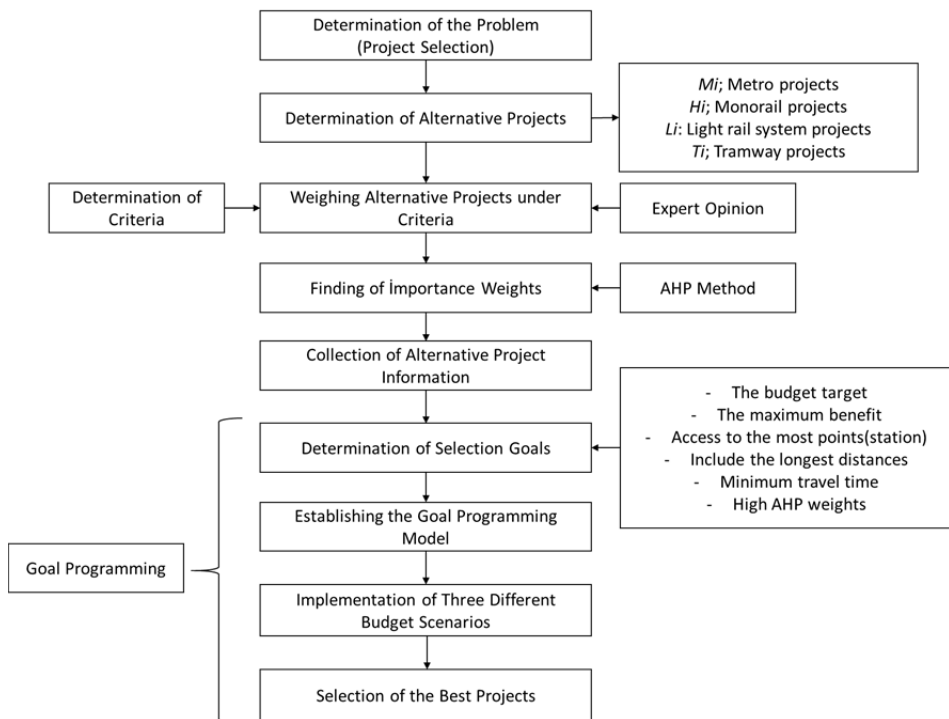 Determination of the Problem
(Project Selection)
Determination of Alternative Projects
Mi; Metro projects
Hi; Monorail projects
Li: Light rail system projects
Ti; Tramway projects
Determination of
Criteria
Weighing Alternative Projects under
Criteria
Expert Opinion
Finding of İmportance Weights
AHP Method
Collection of Alternative Project
Information
- The budget target
- The maximum benefit
- Access to the most points(station)
- Include the longest distances
- Minimum travel time
- High AHP weights
Determination of Selection Goals
Establishing the Goal Programming
Model
Goal Programming
Implementation of Three Different
Budget Scenarios
Selection of the Best Projects